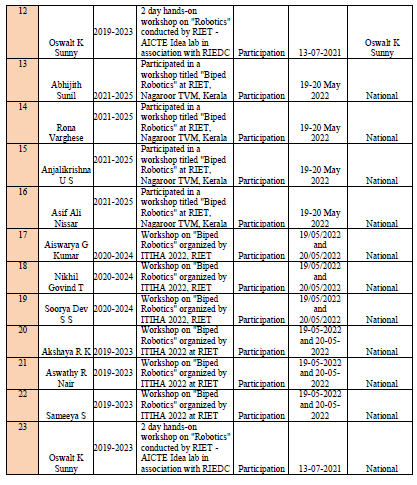 12
Oswalt K
Sunny
2019-2023
2 day hands-on
workshop on "Robotics"
conducted by RIET -
AICTE Idea lab in
association with RIEDC
Participation
13-07-2021
Oswalt K
Sunny
13
Abhijith
Sunil
2021-2025
Participated in a
workshop titled "Biped
Robotics" at RIET,
Nagaroor TVM, Kerala
Participation
19-20 May
2022
National
14
Rona
Varghese
2021-2025
Participated in a
workshop titled "Biped
Robotics" at RIET,
Nagaroor TVM, Kerala
Participation
19-20 May
2022
National
15
Anjalikrishna
U S
2021-2025
Participated in a
workshop titled "Biped
Robotics" at RIET,
Nagaroor TVM, Kerala
Participation
19-20 May
2022
National
16
Asif Ali
Nissar
2021-2025
Participated in a
workshop titled "Biped
Robotics" at RIET,
Nagaroor TVM, Kerala
Participation
19-20 May
2022
National
17
Aiswarya G
Kumar
2020-2024
Workshop on "Biped
Robotics" organized by
ITIHA 2022, RIET
Participation
19/05/2022
and
20/05/2022
National
18
Nikhil
Govind T
2020-2024
Workshop on "Biped
Robotics" organized by
ITIHA 2022, RIET
Participation
19/05/2022
and
20/05/2022
National
19
Soorya Dev
S S
2020-2024
Workshop on "Biped
Robotics" organized by
ITIHA 2022, RIET
Participation
19/05/2022
and
20/05/2022
National
20
Akshaya R K
2019-2023
Workshop on "Biped
Robotics" organized by
ITIHA 2022 at RIET
Participation
19-05-2022
and 20-05-
2022
National
21
Aswathy R
Nair
2019-2023
Workshop on "Biped
Robotics" organized by
ITIHA 2022 at RIET
Participation
19-05-2022
and 20-05-
2022
National
22
Sameeya S
2019-2023
Workshop on "Biped
Robotics" organized by
ITIHA 2022 at RIET
Participation
19-05-2022
and 20-05-
2022
National
23
Oswalt K
Sunny
2019-2023
2 day hands-on
workshop on "Robotics"
conducted by RIET -
AICTE Idea lab in
association with RIEDC
Participation
13-07-2021
National